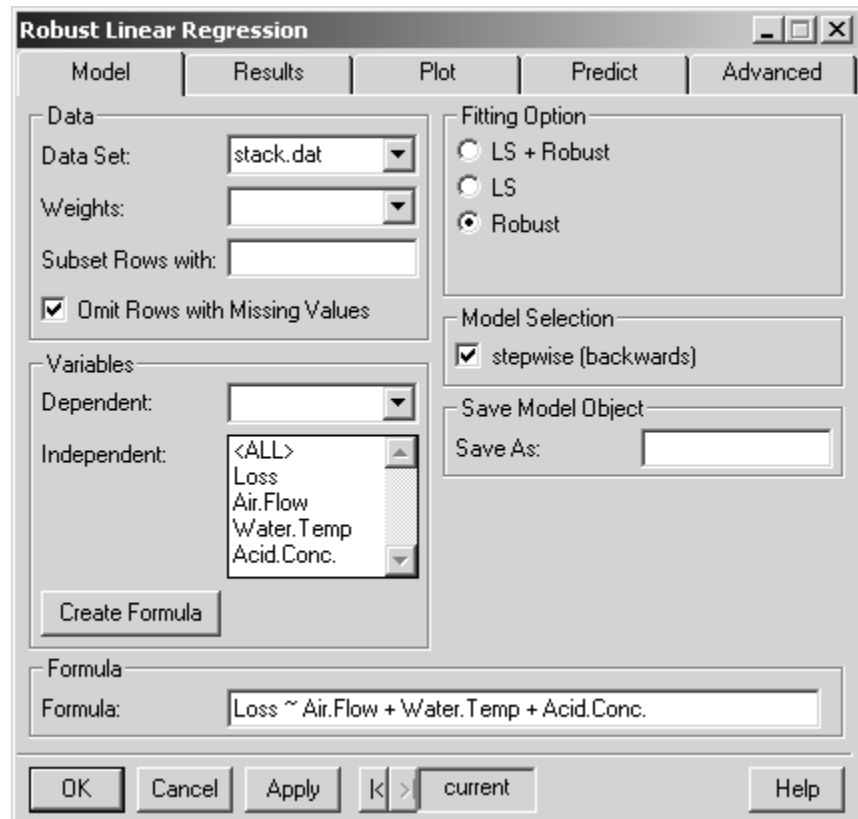 Robust Linear Regression
Model Results Plot Predict Advanced
Data
Data Set: stack.dat
Weights:
Subset Rows with:
Omit Rows with Missing Values
Variables
Dependent:
Independent:
<ALL>
Loss
Air.Flow
Water.Temp
Acid.Conc.
Create Formula
Fitting Option
LS + Robust
LS
Robust
Model Selection
stepwise (backwards)
Save Model Object
Save As:
Formula
Formula: Loss ~ Air.Flow + Water.Temp + Acid.Conc.
OK Cancel Apply current Help